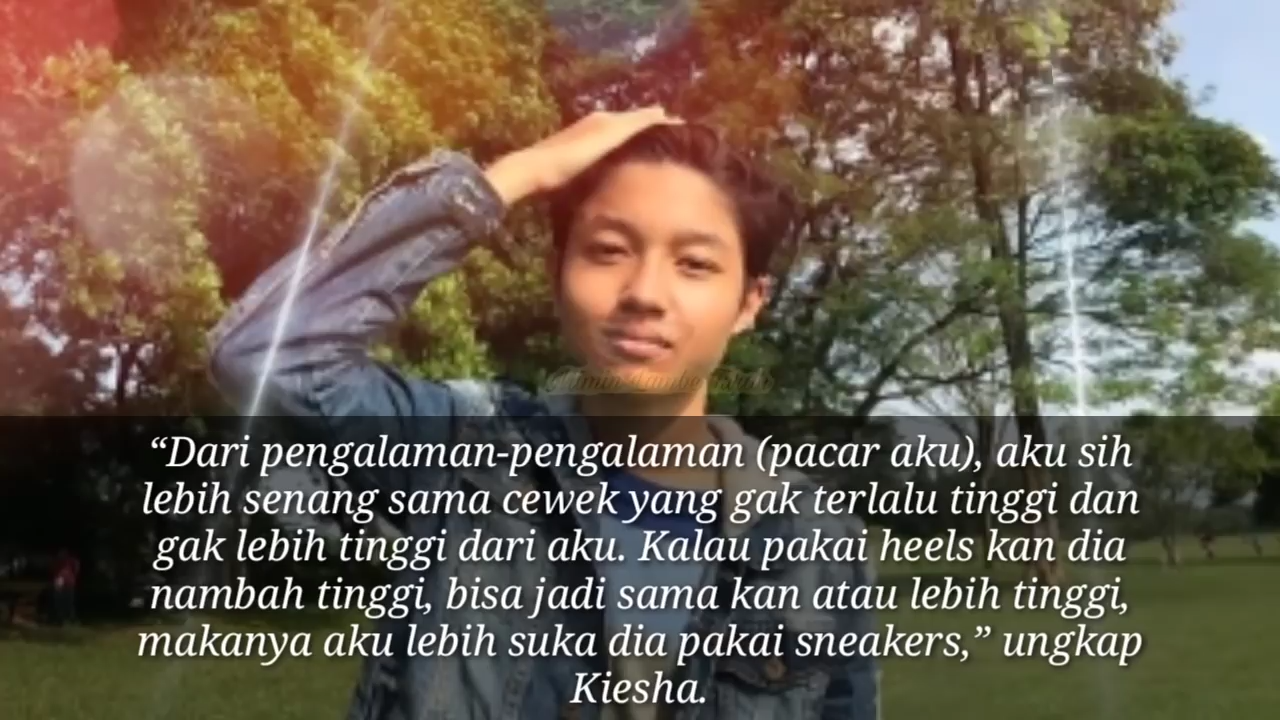 “Dari pengalaman-pengalaman (pacar aku), aku sih
lebih senang sama cewek yang gak terlalu tinggi dan
gak lebih tinggi dari aku. Kalau pakai heels kan dia
nambah tinggi, bisa jadi sama kan atau lebih tinggi,
makanya aku lebih suka dia pakai sneakers,” ungkap
Kiesha.